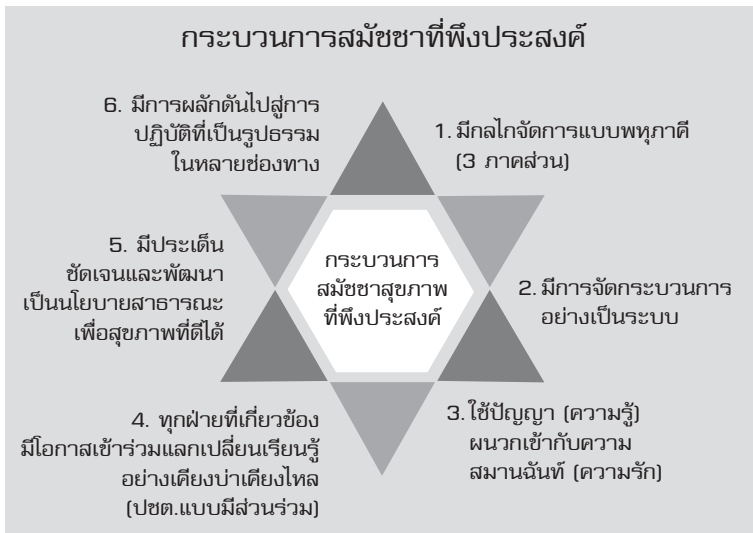 กระบวนการสมัชชาที่พึงประสงค์
1. มีกลไกจัดการแบบพหุภาคี
(3 ภาคส่วน)
2. มีการจัดกระบวนการ
อย่างเป็นระบบ
3. ใช้ปัญญา (ความรู้)
ผนวกเข้ากับความ
สมานฉันท์ (ความรัก)
4. ทุกฝ่ายที่เกี่ยวข้อง
มีโอกาสเข้าร่วมแลกเปลี่ยนเรียนรู้
อย่างเคียงบ่าเคียงไหล
(ปชต.แบบมีส่วนร่วม)
5. มีประเด็น
ชัดเจนและพัฒนา
เป็นนโยบายสาธารณะ
เพื่อสุขภาพที่ดีได้
6. มีการผลักดันไปสู่การ
ปฏิบัติที่เป็นรูปธรรม
ในหลายช่องทาง
กระบวนการ
สมัชชาสุขภาพ
ที่พึงประสงค์